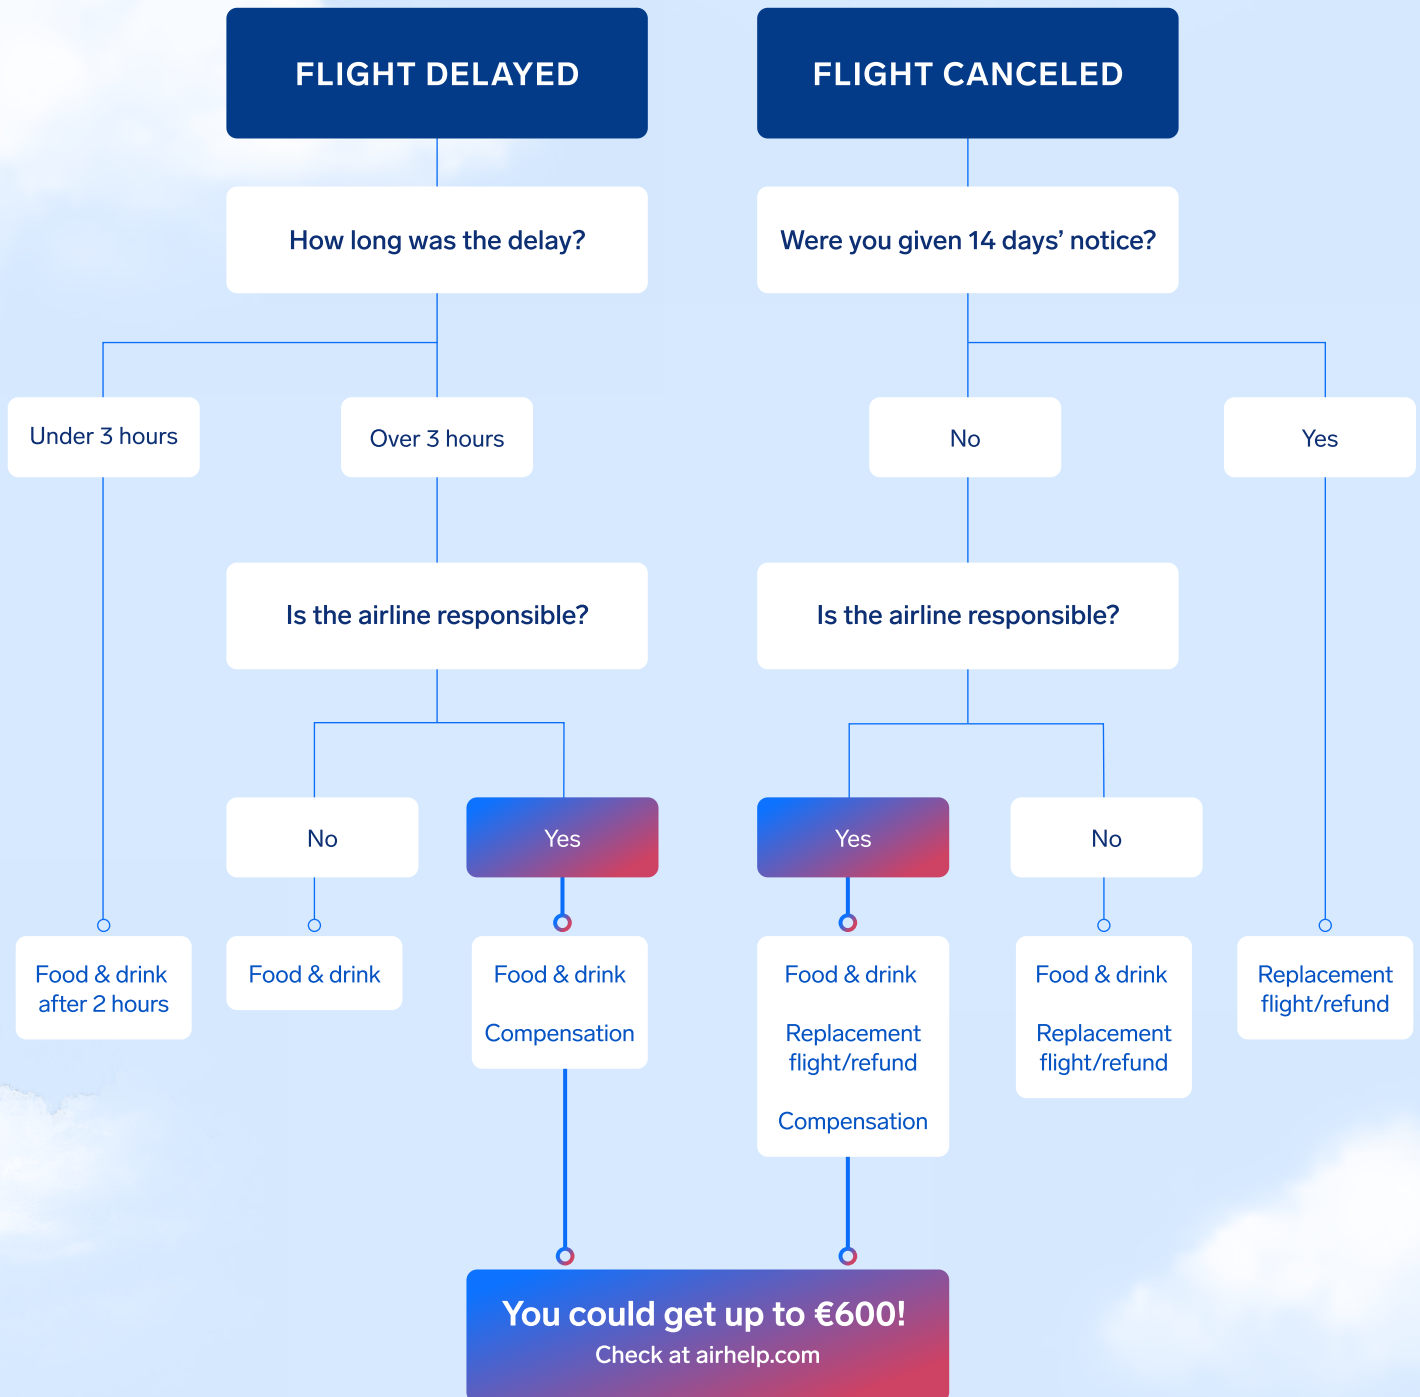 FLIGHT DELAYED
FLIGHT CANCELED
How long was the delay?
Were you given 14 days’ notice?
Under 3 hours
Over 3 hours
No
Yes
Is the airline responsible?
Is the airline responsible?
No
Yes
Yes
No
Food & drink
after 2 hours
Food & drink
Food & drink
Compensation
Food & drink
Replacement
flight/refund
Compensation
Food & drink
Replacement
flight/refund
Replacement
flight/refund
You could get up to €600!
Check at airhelp.com